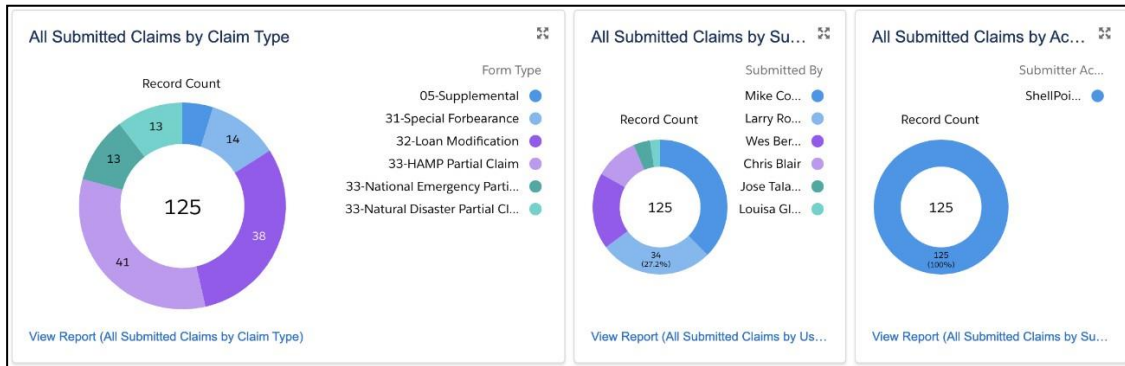 All Submitted Claims by Claim Type
Record Count
Form Type
05-Supplemental
31-Special Forbearance
32-Loan Modification
33-HAMP Partial Claim
33-National Emergency Parti...
33-Natural Disaster Partial Cl...
13
14
13
125
41
38
View Report (All Submitted Claims by Claim Type)
All Submitted Claims by Su...
Submitted By
Mike Co...
Larry Ro...
Wes Ber...
Chris Blair
Jose Tala...
Louisa Gl...
Record Count
125
34
(27.2%)
View Report (All Submitted Claims by Us...
All Submitted Claims by Ac...
Submitter Ac...
ShellPoi...
Record Count
125
125
(100%)
View Report (All Submitted Claims by Su...